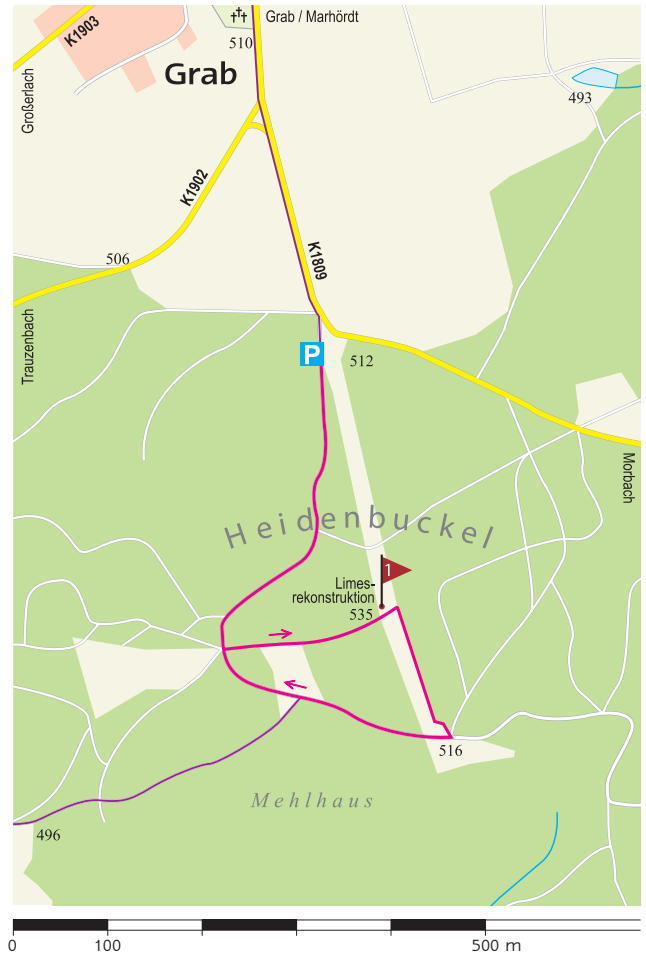 K1903
Grab / Marhördt
510
Grab
Großerlach
493
K1902
506
K1809
Trauzenbach
P
512
Morbach
Heidenbuckel
1
Limes-
rekonstruktion
535
516
Mehlhaus
496
0
100
500 m